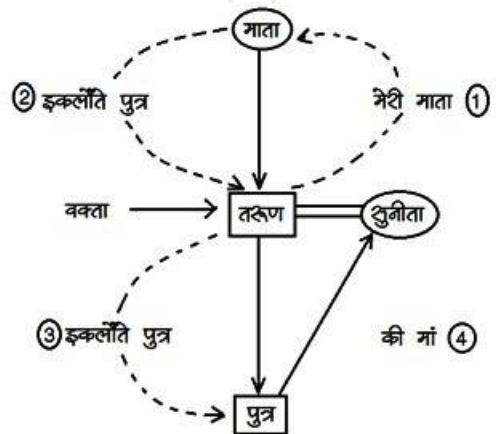 माता
② इकलौते पुत्र
मेरी माता ①
वक्ता
तरूण
सुनीता
③ इकलौते पुत्र
की मां ④
पुत्र